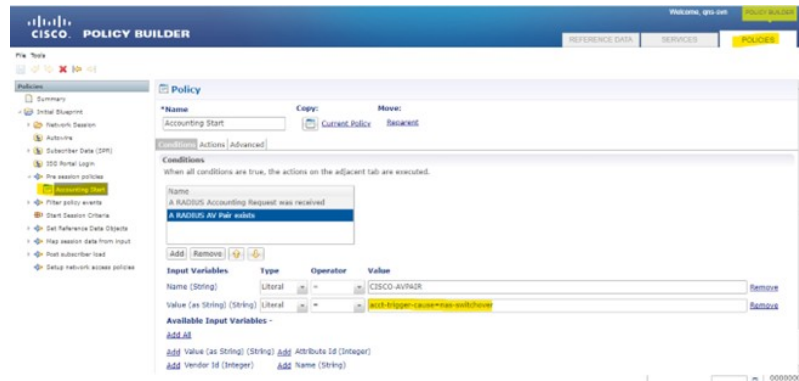 Welcome, qns-svn
POLICY BUILDER
CISCO. POLICY BUILDER
REFERENCE DATA
SERVICES
POLICIES
File Tools
Policies
Summary
Initial Blueprint
Network Session
Autowire
Subscriber Data (SPR)
ISG Portal Login
Pre session policies
Accounting Start
Filter policy events
Start Session Criteria
Get Reference Data Objects
Map session data from input
Post subscriber load
Setup network access policies
Policy
*Name Copy: Move:
Accounting Start Current Policy Reparent
Conditions Actions Advanced
Conditions
When all conditions are true, the actions on the adjacent tab are executed.
Name
A RADIUS Accounting Request was received
A RADIUS AV Pair exists
Add Remove
Input Variables Type Operator Value
Name (String) Literal = CISCO-AVPAIR Remove
Value (as String) (String) Literal = acct-trigger-cause=nas-switchover Remove
Available Input Variables -
Add All
Add Value (as String) (String) Add Attribute Id (Integer)
Add Vendor Id (Integer) Add Name (String)